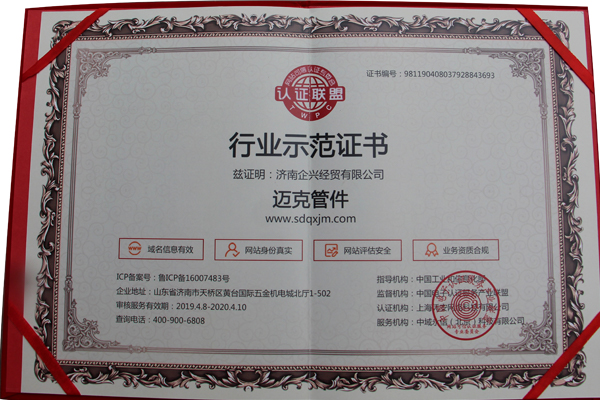 证书编号：981190408037928843693
认证联盟
TWPC
行业示范证书
兹证明：济南企兴经贸有限公司
迈克管件
www.sdqxjm.com
www 域名信息有效
网站身份真实
网站评估安全
业务资质合规
ICP备案号：鲁ICP备16007483号
企业地址：山东省济南市天桥区黄台国际五金机电城北厅1-502
审核服务有效期：2019.4.8-2020.4.10
查询电话：400-900-6808
指导机构：中国工业和
监督机构：中国电子认证服务产业联盟
认证机构：上海
服务机构：中域